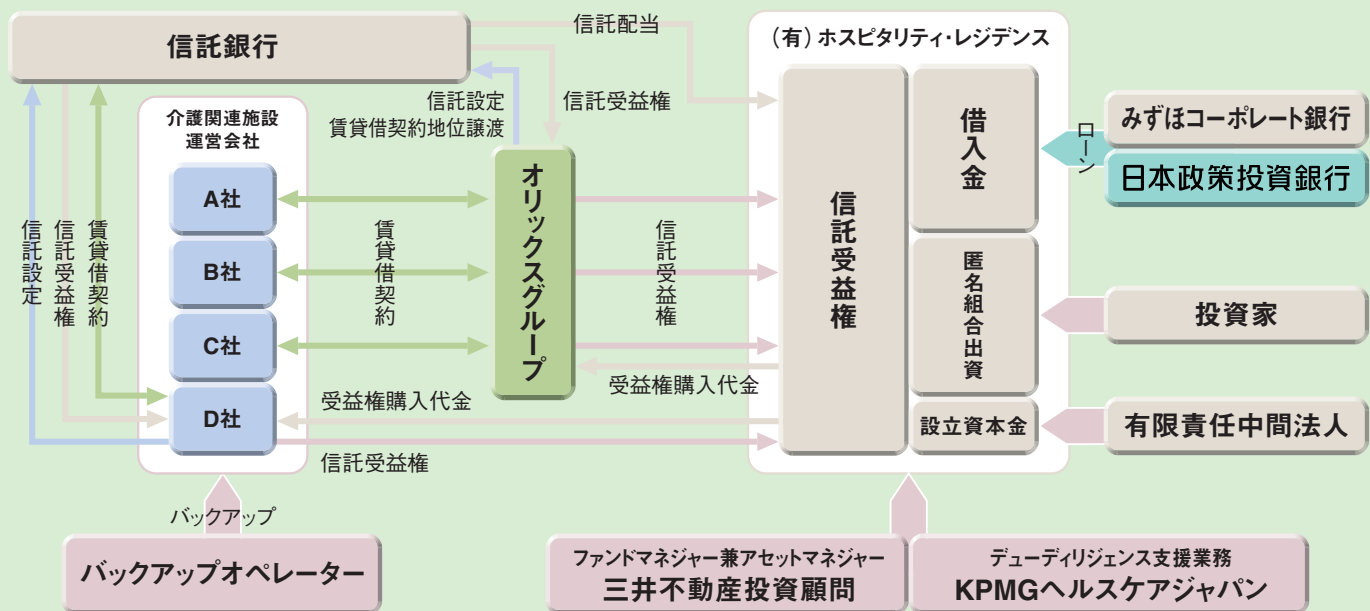 信託銀行
信託配当
信託受益権
信託設定
賃貸借契約地位譲渡
介護関連施設
運営会社
A社
B社
C社
D社
信託設定
信託受益権
賃貸借契約
賃貸借契約
オリックスグループ
信託受益権
受益権購入代金
受益権購入代金
信託受益権
(有)ホスピタリティ・レジデンス
信託受益権
借入金
匿名組合出資
設立資本金
ローン
みずほコーポレート銀行
日本政策投資銀行
投資家
有限責任中間法人
バックアップ
バックアップオペレーター
ファンドマネジャー兼アセットマネジャー
三井不動産投資顧問
デューディリジェンス支援業務
KPMGヘルスケアジャパン